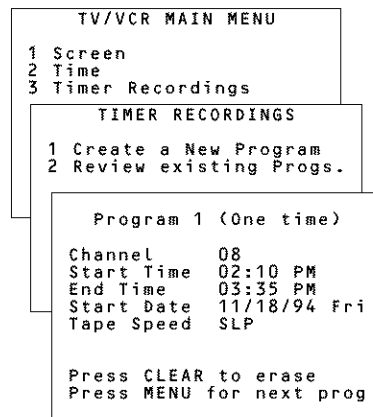 TV/VCR MAIN MENU
1 Screen
2 Time
3 Timer Recordings
TIMER RECORDINGS
1 Create a New Program
2 Review existing Progs.
Program 1 (One time)
Channel 08
Start Time 02:10 PM
End Time 03:35 PM
Start Date 11/18/94 Fri
Tape Speed SLP
Press CLEAR to erase
Press MENU for next prog